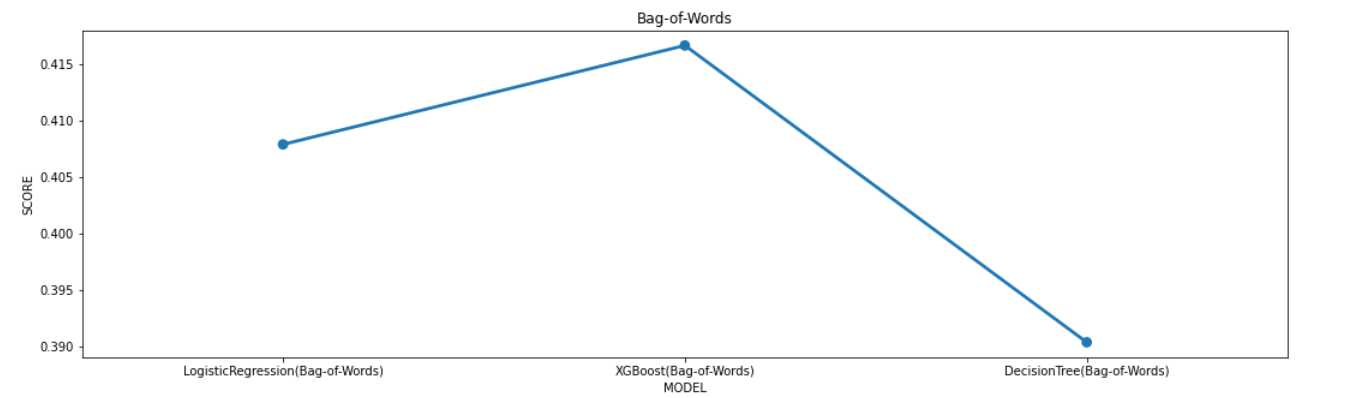 Bag-of-Words
SCORE
0.415
0.410
0.405
0.400
0.395
0.390
LogisticRegression(Bag-of-Words)
XGBoost(Bag-of-Words)
DecisionTree(Bag-of-Words)
MODEL